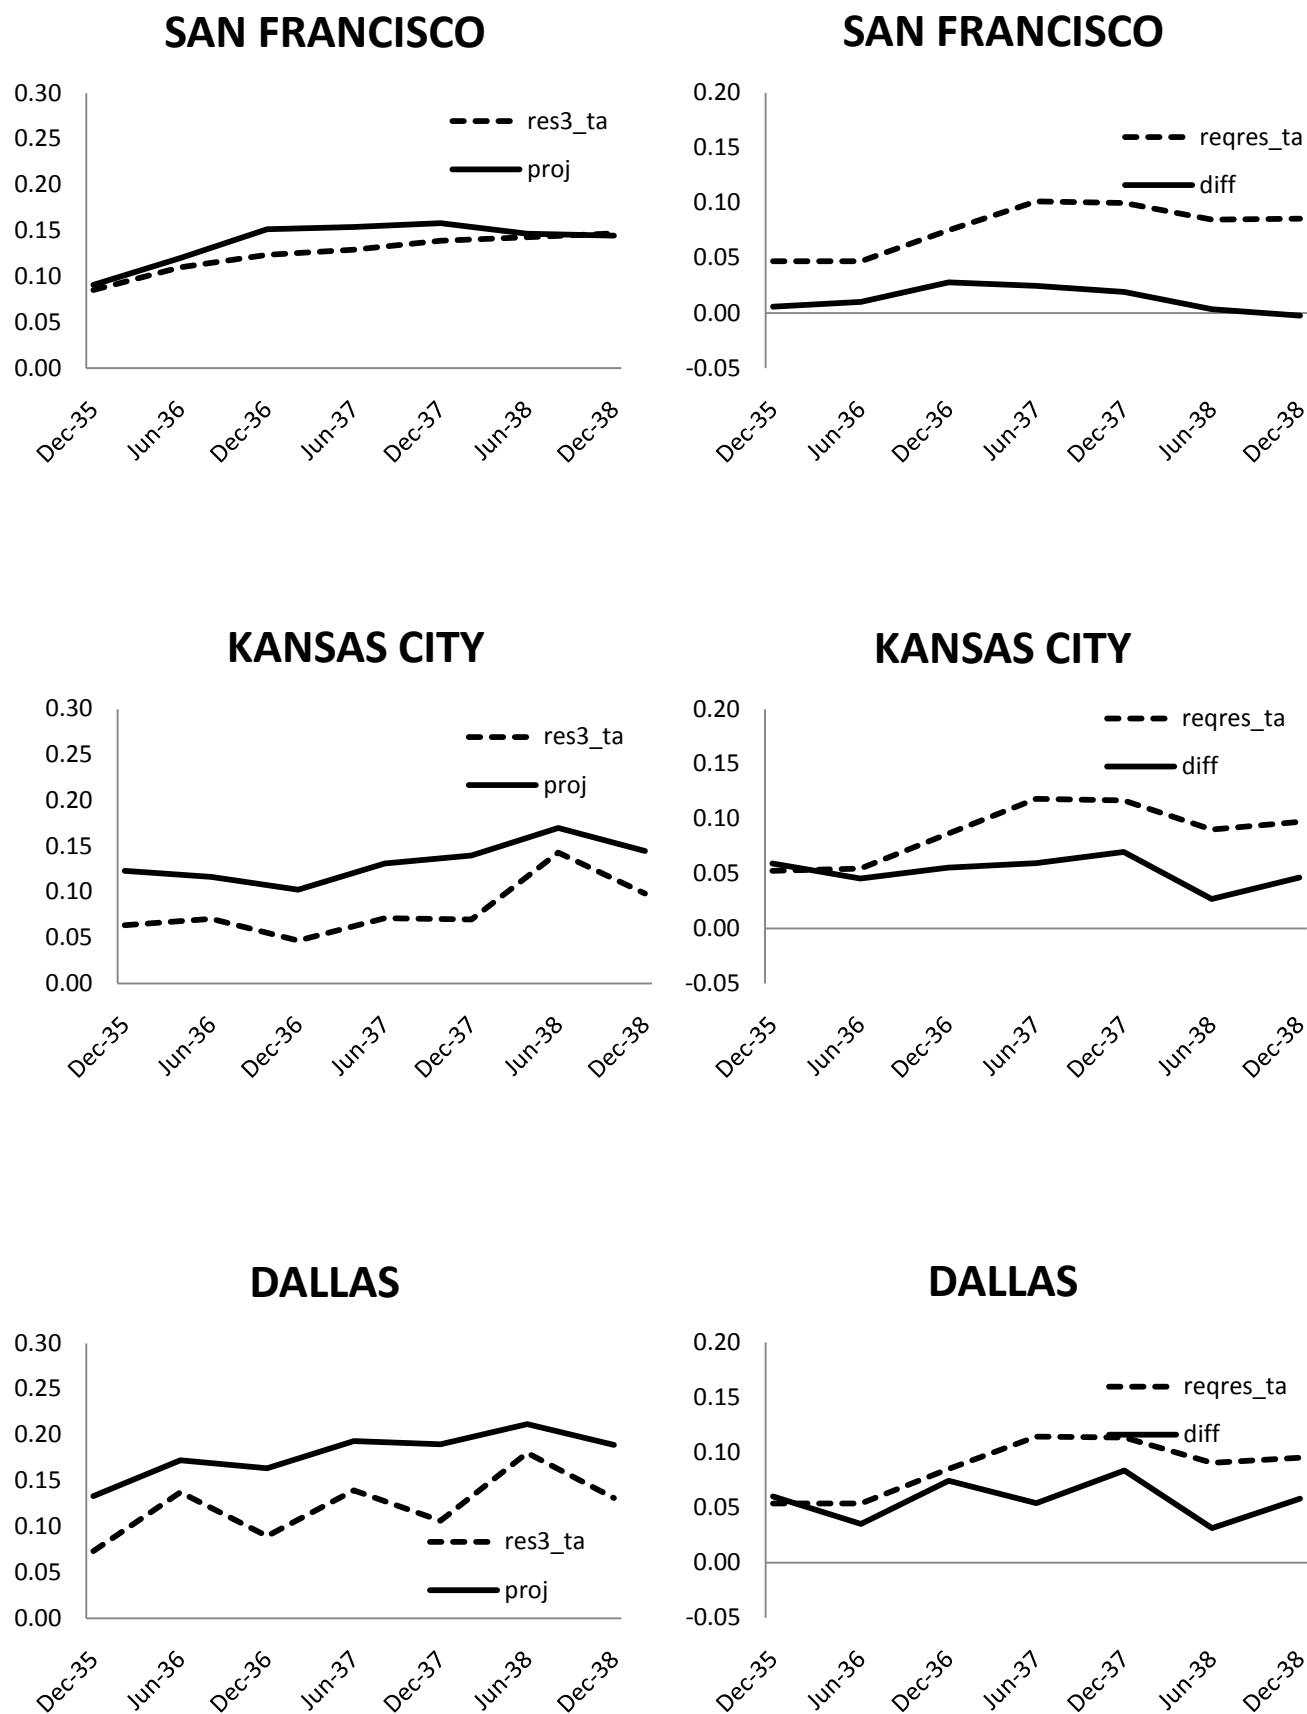 SAN FRANCISCO
0.30
0.25
0.20
0.15
0.10
0.05
0.00
res3_ta
proj
Dec-35
Jun-36
Dec-36
Jun-37
Dec-37
Jun-38
Dec-38
SAN FRANCISCO
0.20
0.15
0.10
0.05
0.00
-0.05
reqres_ta
diff
Dec-35
Jun-36
Dec-36
Jun-37
Dec-37
Jun-38
Dec-38
KANSAS CITY
0.30
0.25
0.20
0.15
0.10
0.05
0.00
res3_ta
proj
Dec-35
Jun-36
Dec-36
Jun-37
Dec-37
Jun-38
Dec-38
KANSAS CITY
0.20
0.15
0.10
0.05
0.00
-0.05
reqres_ta
diff
Dec-35
Jun-36
Dec-36
Jun-37
Dec-37
Jun-38
Dec-38
DALLAS
0.30
0.25
0.20
0.15
0.10
0.05
0.00
res3_ta
proj
Dec-35
Jun-36
Dec-36
Jun-37
Dec-37
Jun-38
Dec-38
DALLAS
0.20
0.15
0.10
0.05
0.00
-0.05
reqres_ta
diff
Dec-35
Jun-36
Dec-36
Jun-37
Dec-37
Jun-38
Dec-38